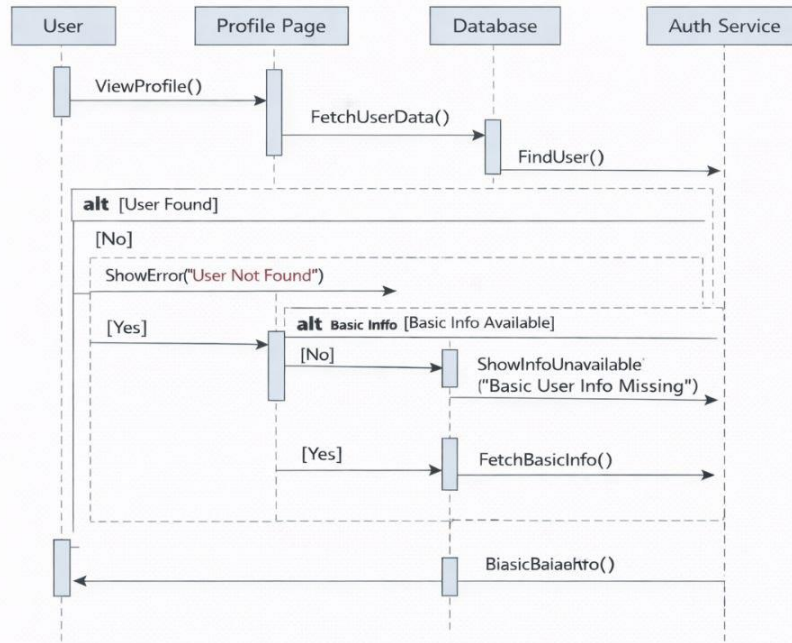 User Profile Page Database Auth Service
ViewProfile()
FetchUserData()
FindUser()
alt [User Found]
[No]
ShowError("User Not Found")
[Yes]
alt Basic Inffo [Basic Info Available]
[No]
ShowInfoUnavailable
("Basic User Info Missing")
[Yes]
FetchBasicInfo()